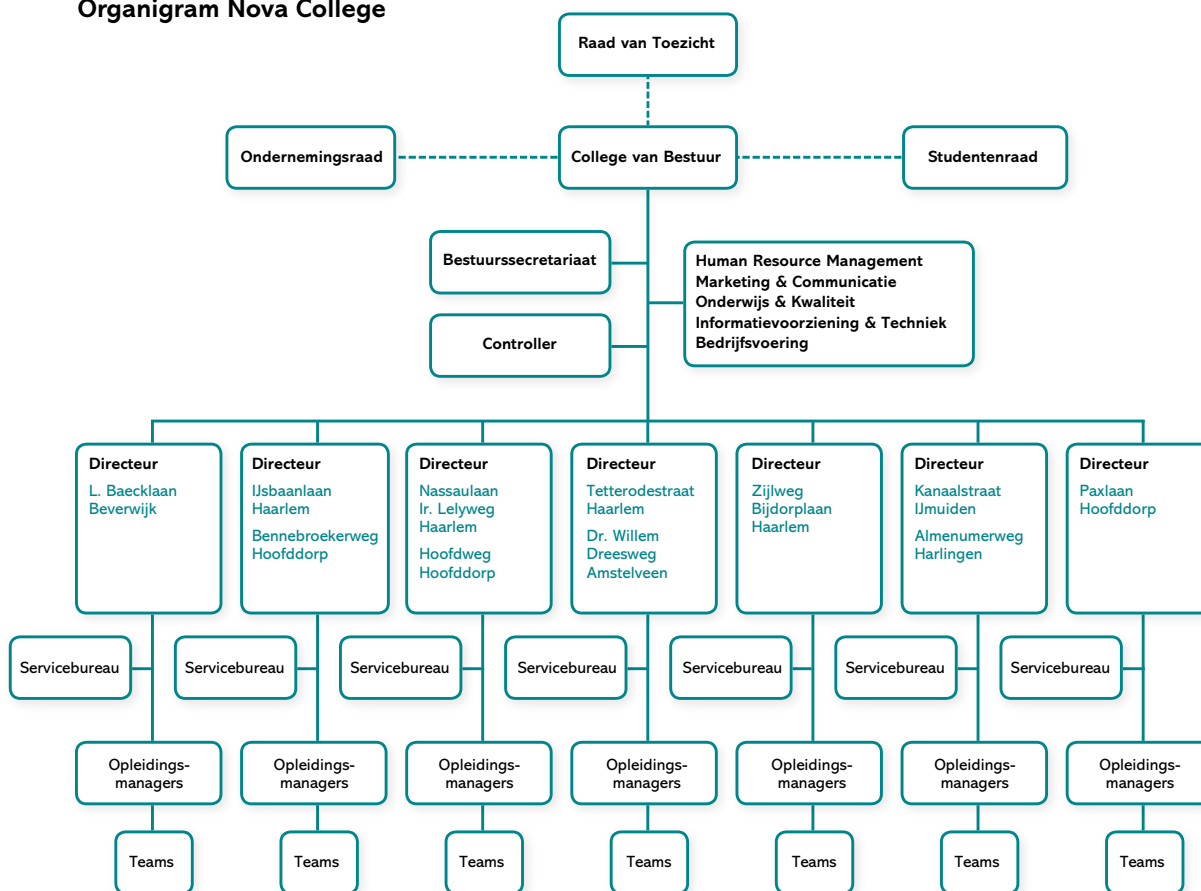 Organigram Nova College
Raad van Toezicht
Ondernemingsraad
College van Bestuur
Studentenraad
Bestuurssecretariaat
Controller
Human Resource Management
Marketing & Communicatie
Onderwijs & Kwaliteit
Informatievoorziening & Techniek
Bedrijfsvoering
Directeur
L. Baecklaan
Beverwijk
Directeur
IJsbaanlaan
Haarlem
Bennebroekerweg
Hoofddorp
Directeur
Nassaulaan
Ir. Lelyweg
Haarlem
Hoofdweg
Hoofddorp
Directeur
Tetterodestraat
Haarlem
Dr. Willem
Dreesweg
Amstelveen
Directeur
Zijlweg
Bijdorplaan
Haarlem
Directeur
Kanaalstraat
IJmuiden
Almenumerweg
Harlingen
Directeur
Paxlaan
Hoofddorp
Servicebureau
Servicebureau
Servicebureau
Servicebureau
Servicebureau
Servicebureau
Servicebureau
Opleidings-
managers
Opleidings-
managers
Opleidings-
managers
Opleidings-
managers
Opleidings-
managers
Opleidings-
managers
Opleidings-
managers
Teams
Teams
Teams
Teams
Teams
Teams
Teams